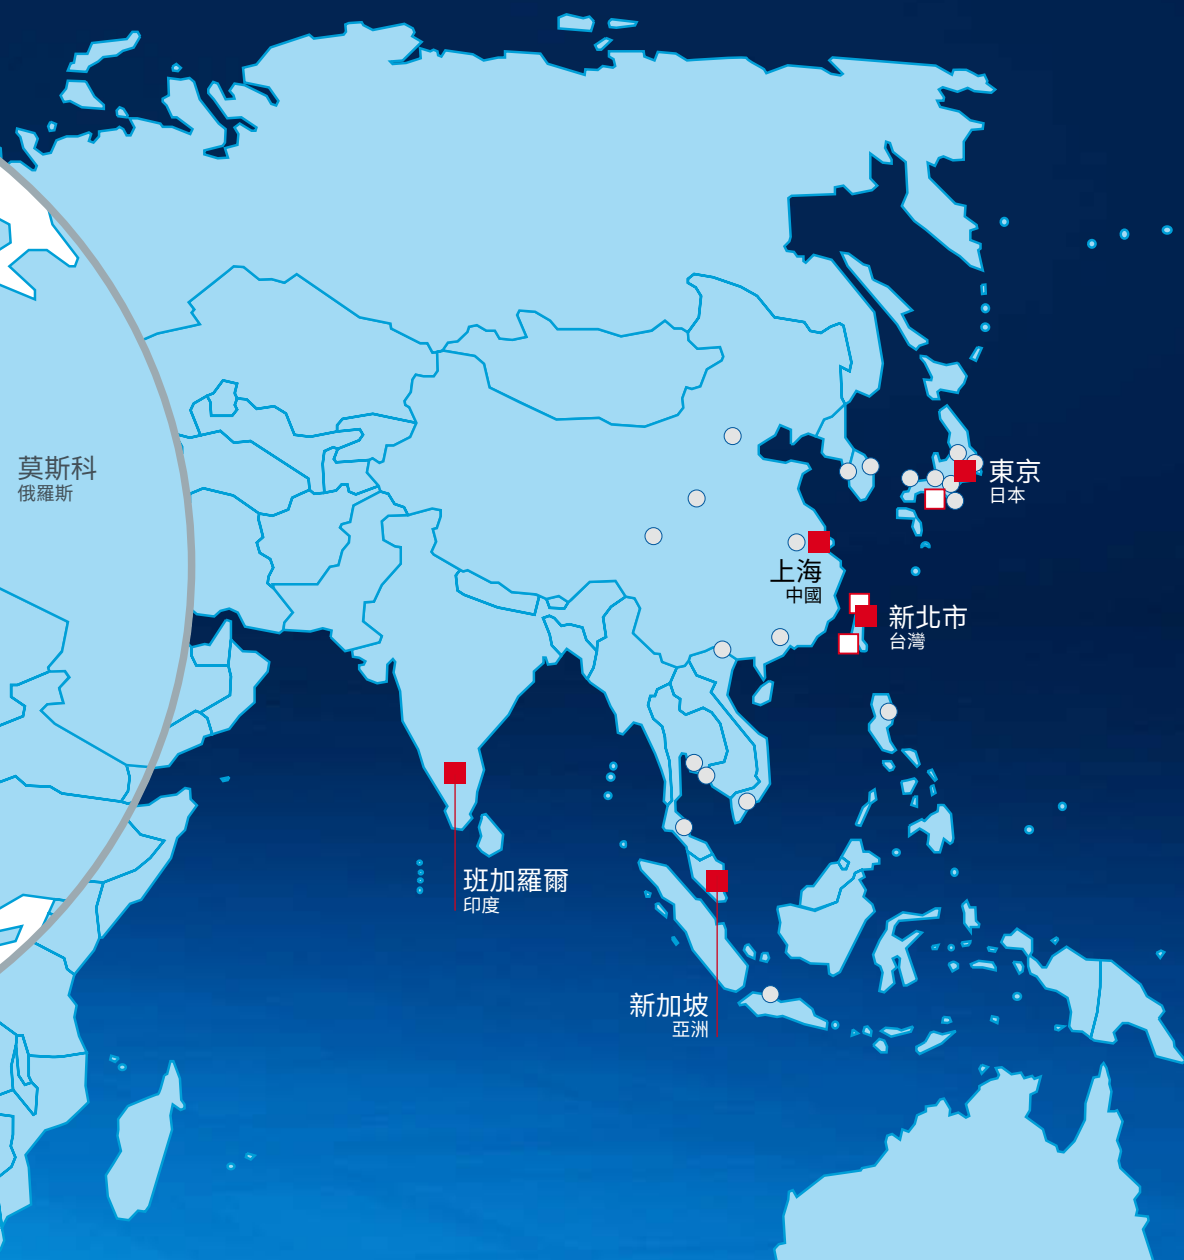 莫斯科
俄羅斯
東京
日本
上海
中國
新北市
台灣
班加羅爾
印度
新加坡
亞洲